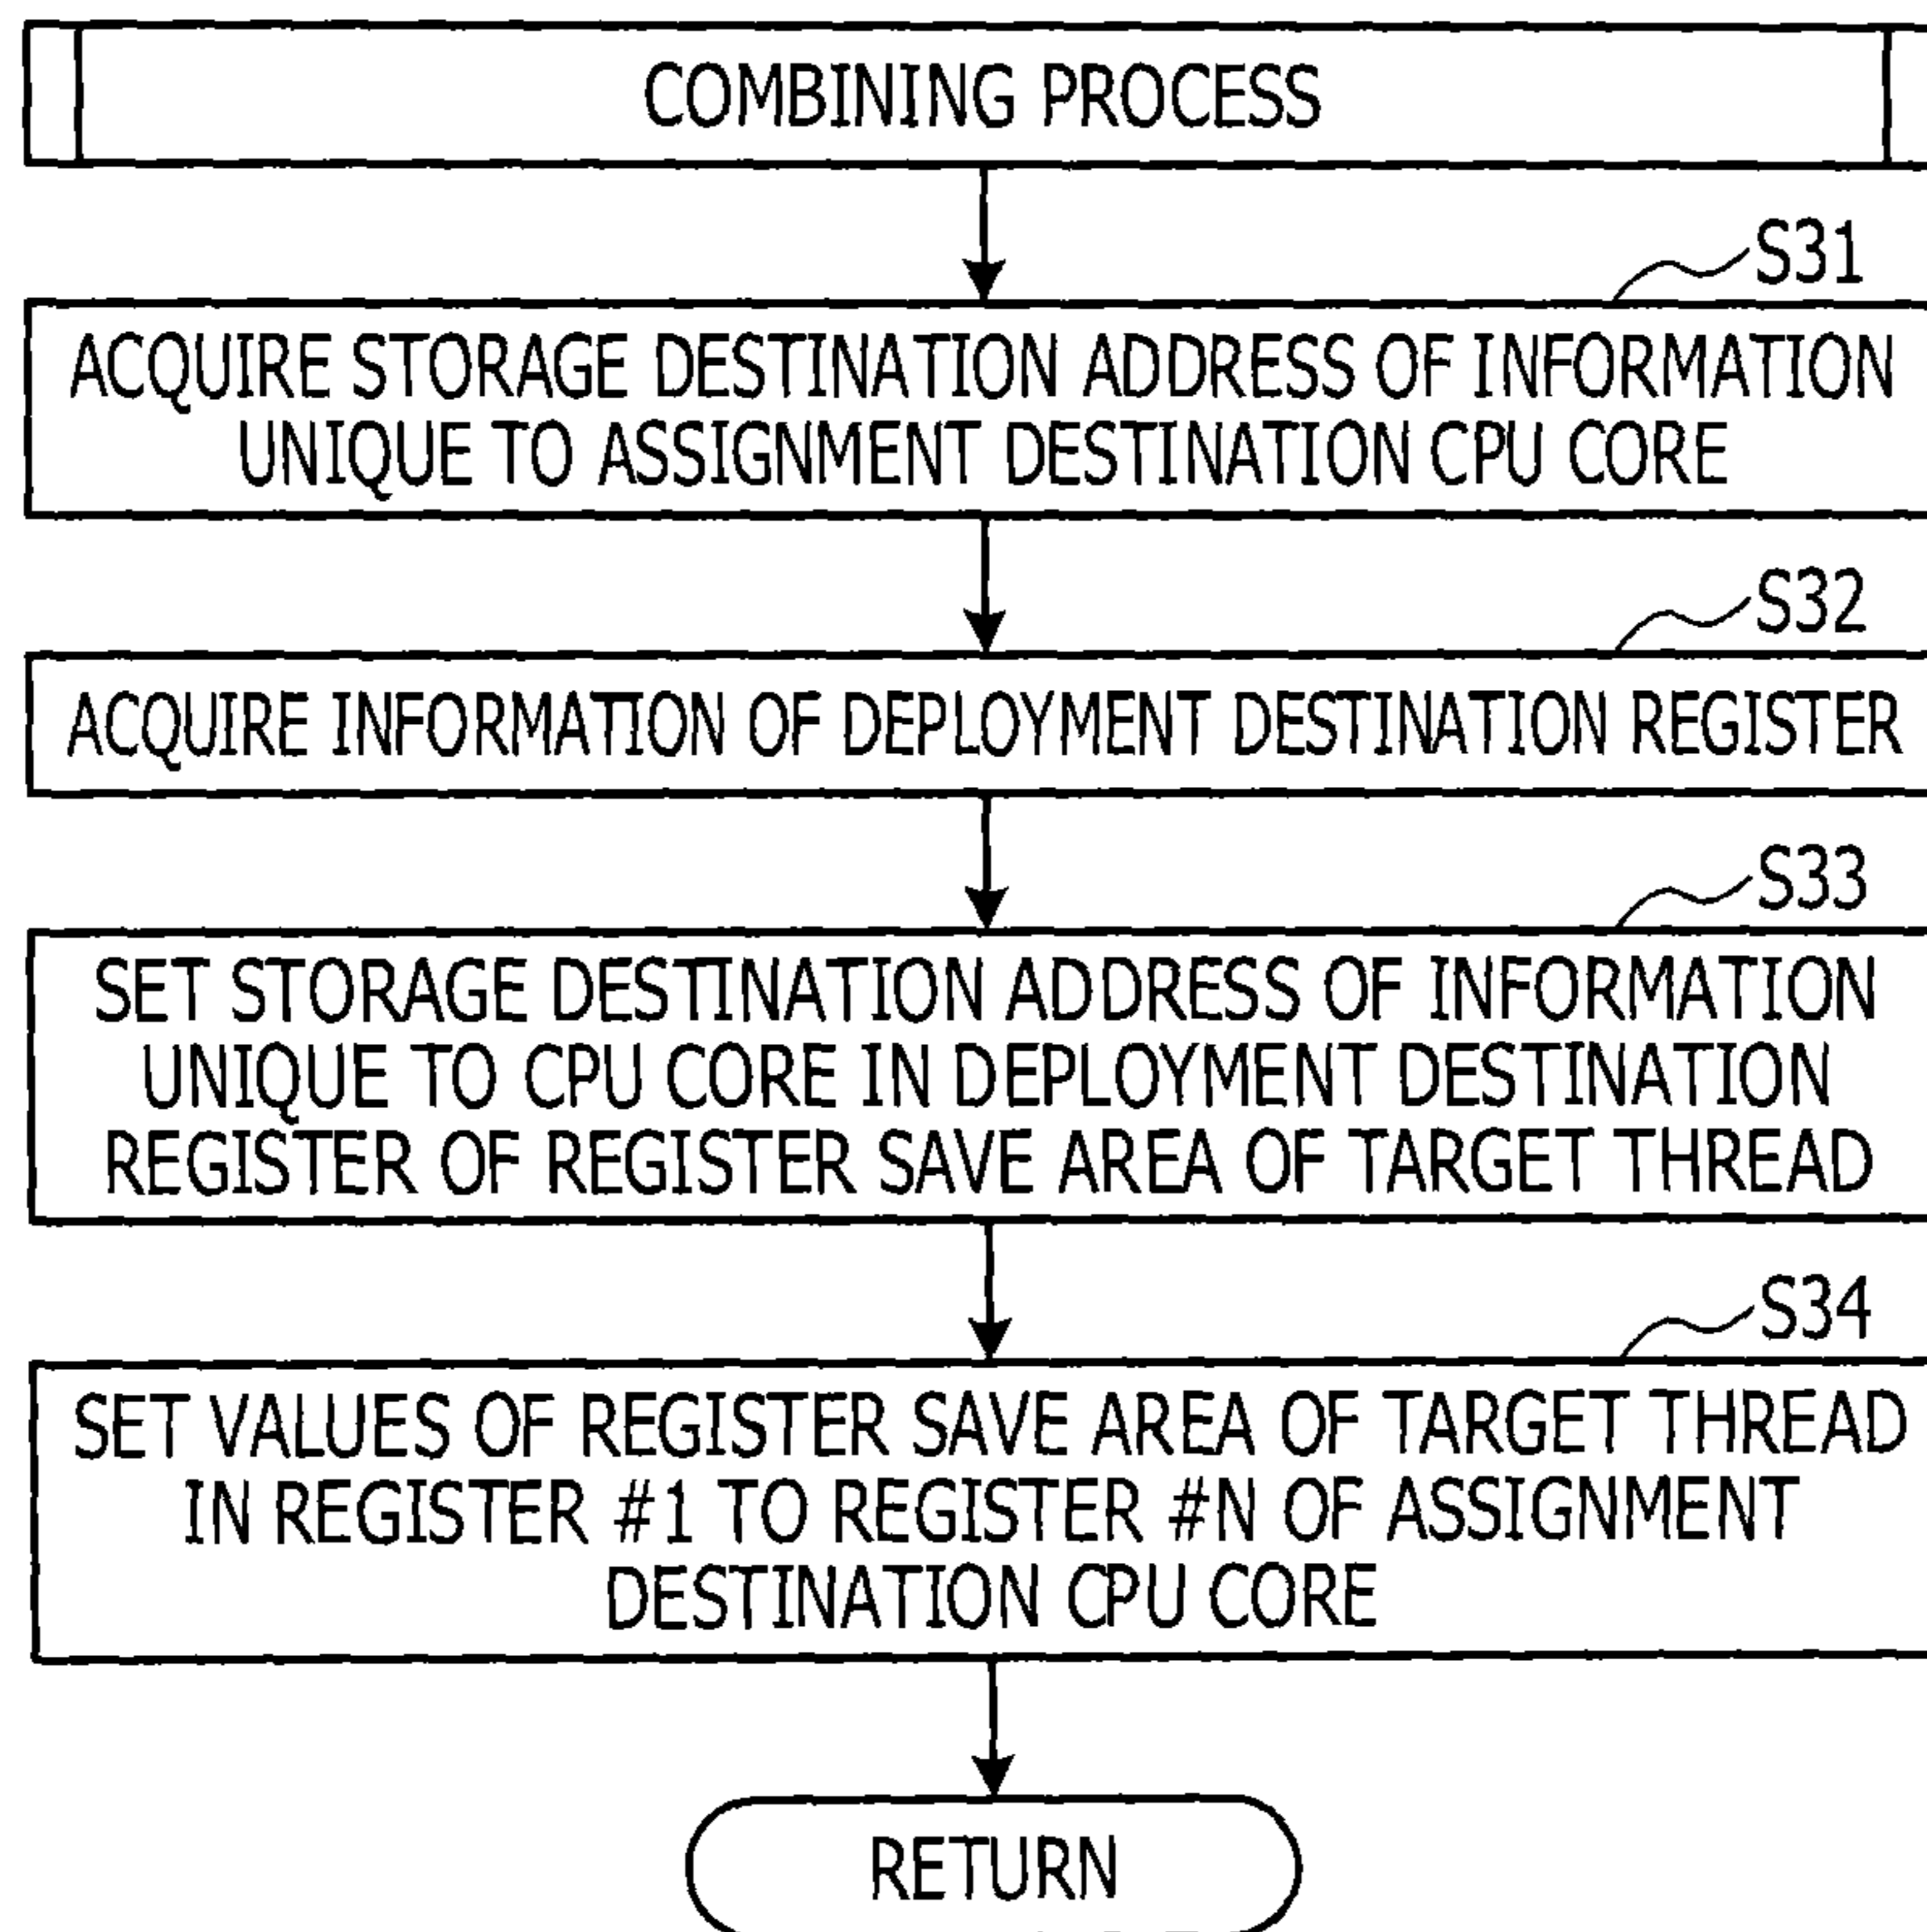 COMBINING PROCESS
S31
ACQUIRE STORAGE DESTINATION ADDRESS OF INFORMATION
UNIQUE TO ASSIGNMENT DESTINATION CPU CORE
S32
ACQUIRE INFORMATION OF DEPLOYMENT DESTINATION REGISTER
S33
SET STORAGE DESTINATION ADDRESS OF INFORMATION
UNIQUE TO CPU CORE IN DEPLOYMENT DESTINATION
REGISTER OF REGISTER SAVE AREA OF TARGET THREAD
S34
SET VALUES OF REGISTER SAVE AREA OF TARGET THREAD
IN REGISTER #1 TO REGISTER #N OF ASSIGNMENT
DESTINATION CPU CORE
RETURN